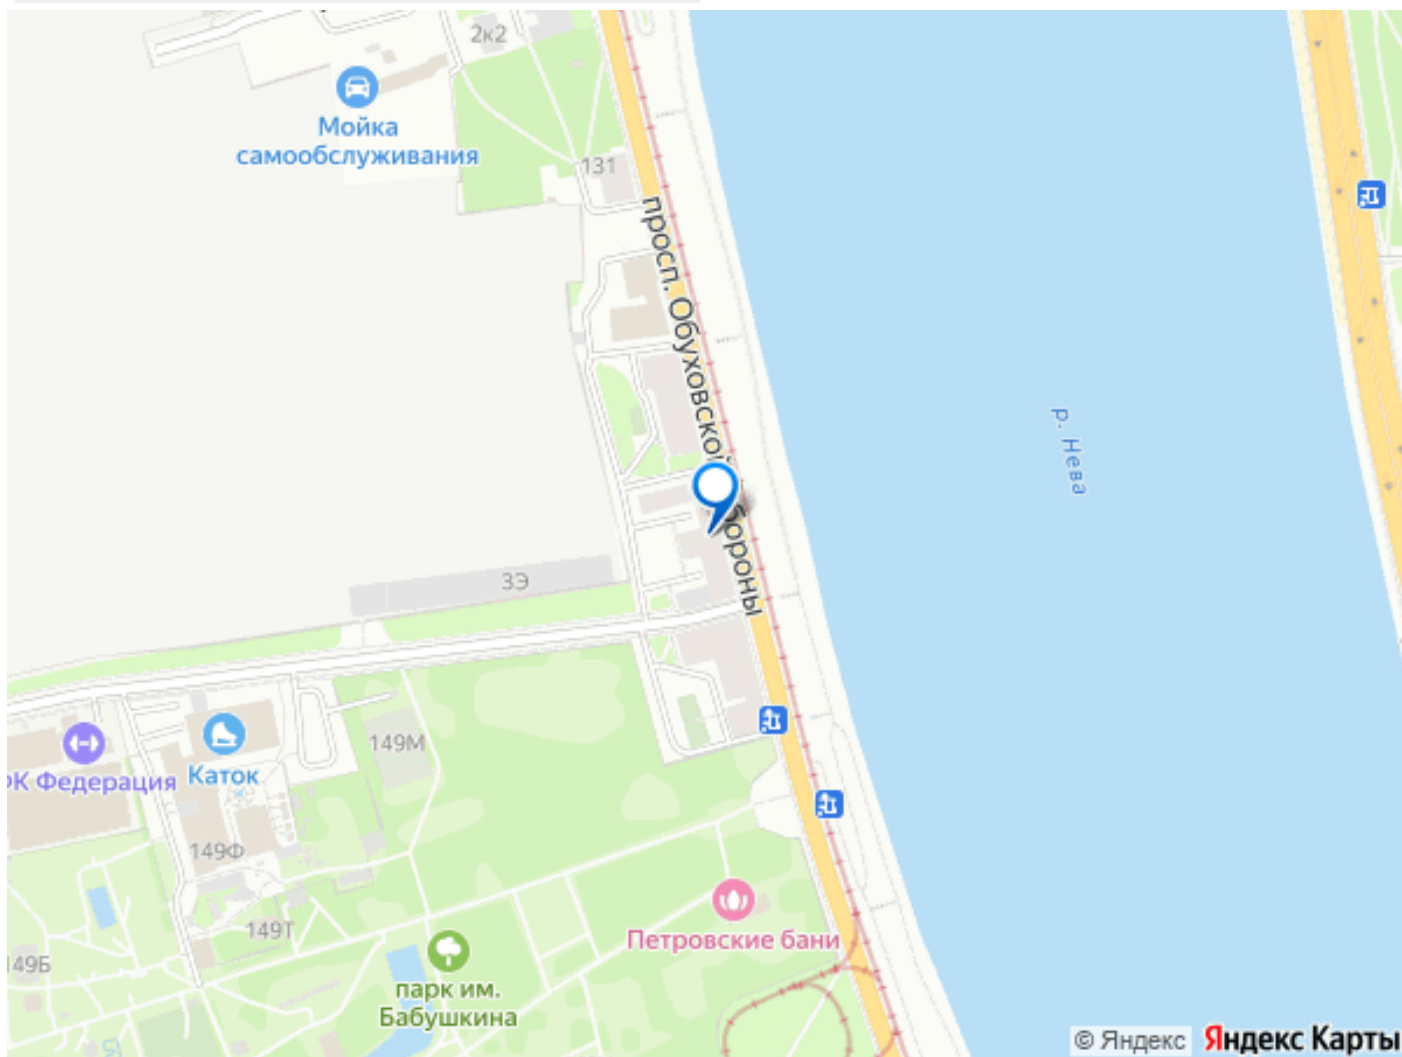 2к2
Мойка
самообслуживания
131
просп. Обуховской
р. Нева
бороны
3Э
149М
К Федерация
Каток
149Ф
149Т
Петровские бани
149Б
парк им.
Бабушкина
© Яндекс Яндекс Карты